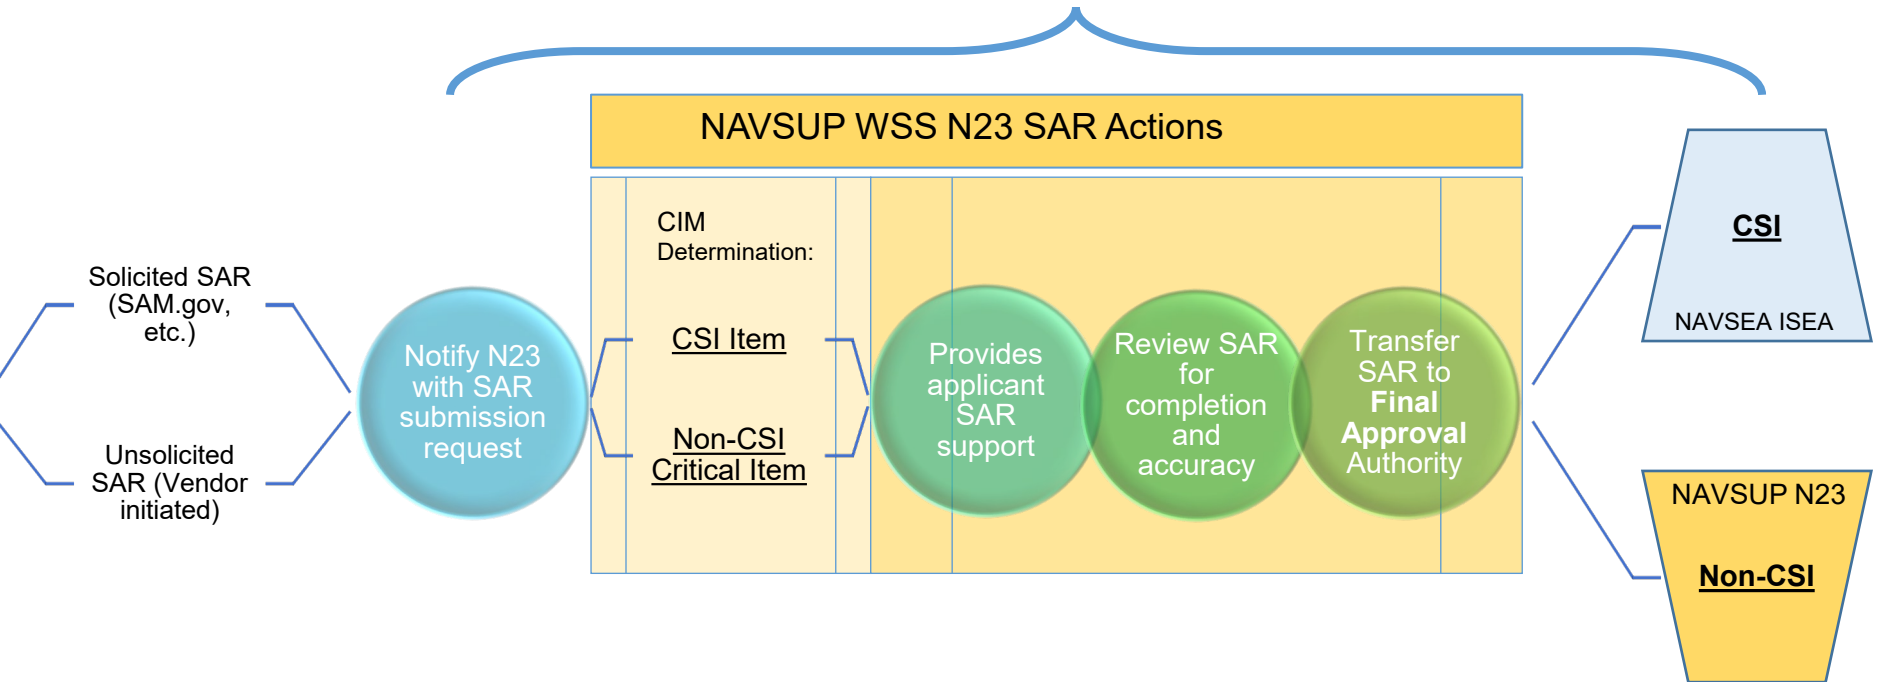 NAVSUP WSS N23 SAR Actions
Solicited SAR
(SAM.gov,
etc.)
Unsolicited
SAR (Vendor
initiated)
Notify N23
with SAR
submission
request
CIM
Determination:
CSI Item
Non-CSI
Critical Item
Provides
applicant
SAR
support
Review SAR
for
completion
and
accuracy
Transfer
SAR to
Final
Approval
Authority
CSI
NAVSEA ISEA
NAVSUP N23
Non-CSI